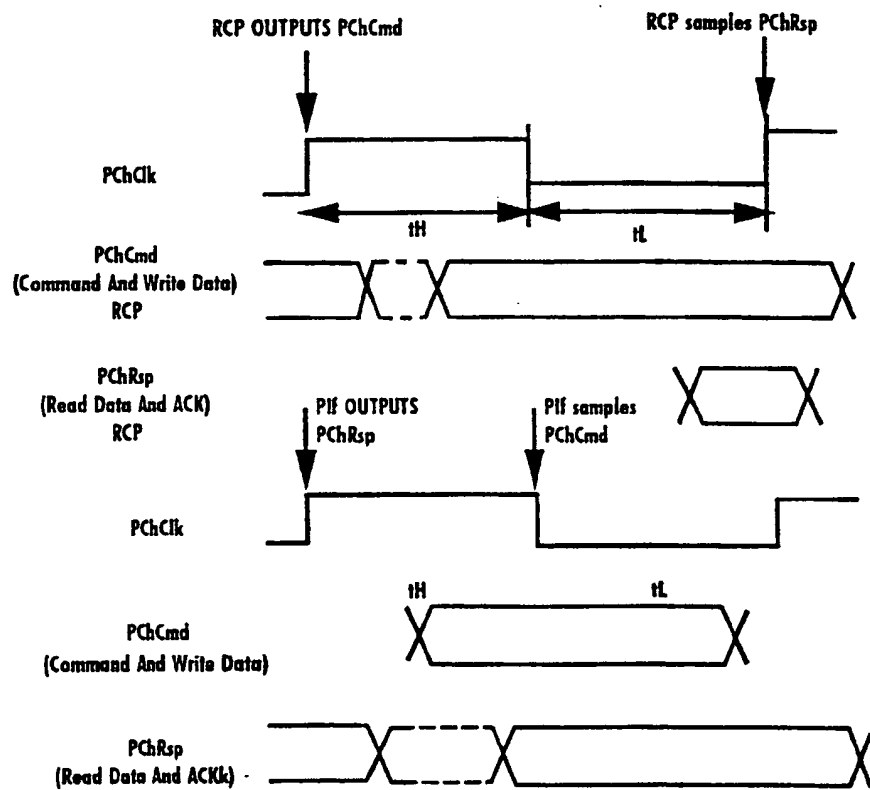 RCP OUTPUTS PChCmd
RCP samples PChRsp
PChClk
tH
tL
PChCmd
(Command And Write Data)
RCP
PChRsp
(Read Data And ACK)
RCP
PIf OUTPUTS
PChRsp
PIf samples
PChCmd
PChClk
tH
tL
PChCmd
(Command And Write Data)
PChRsp
(Read Data And ACKk)